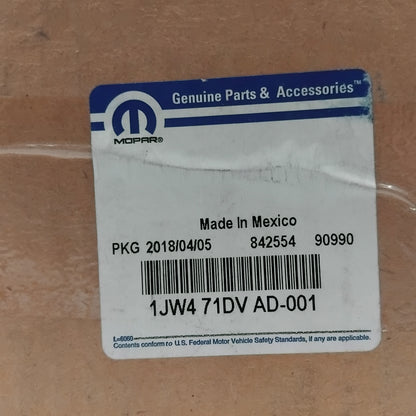 Genuine Parts & Accessories
MOPAR®
Made In Mexico
PKG 2018/04/05 842554 90990
1JW4 71DV AD-001
L=6060
Contents conform to U.S. Federal Motor Vehicle Safety Standards, if any are applicable.